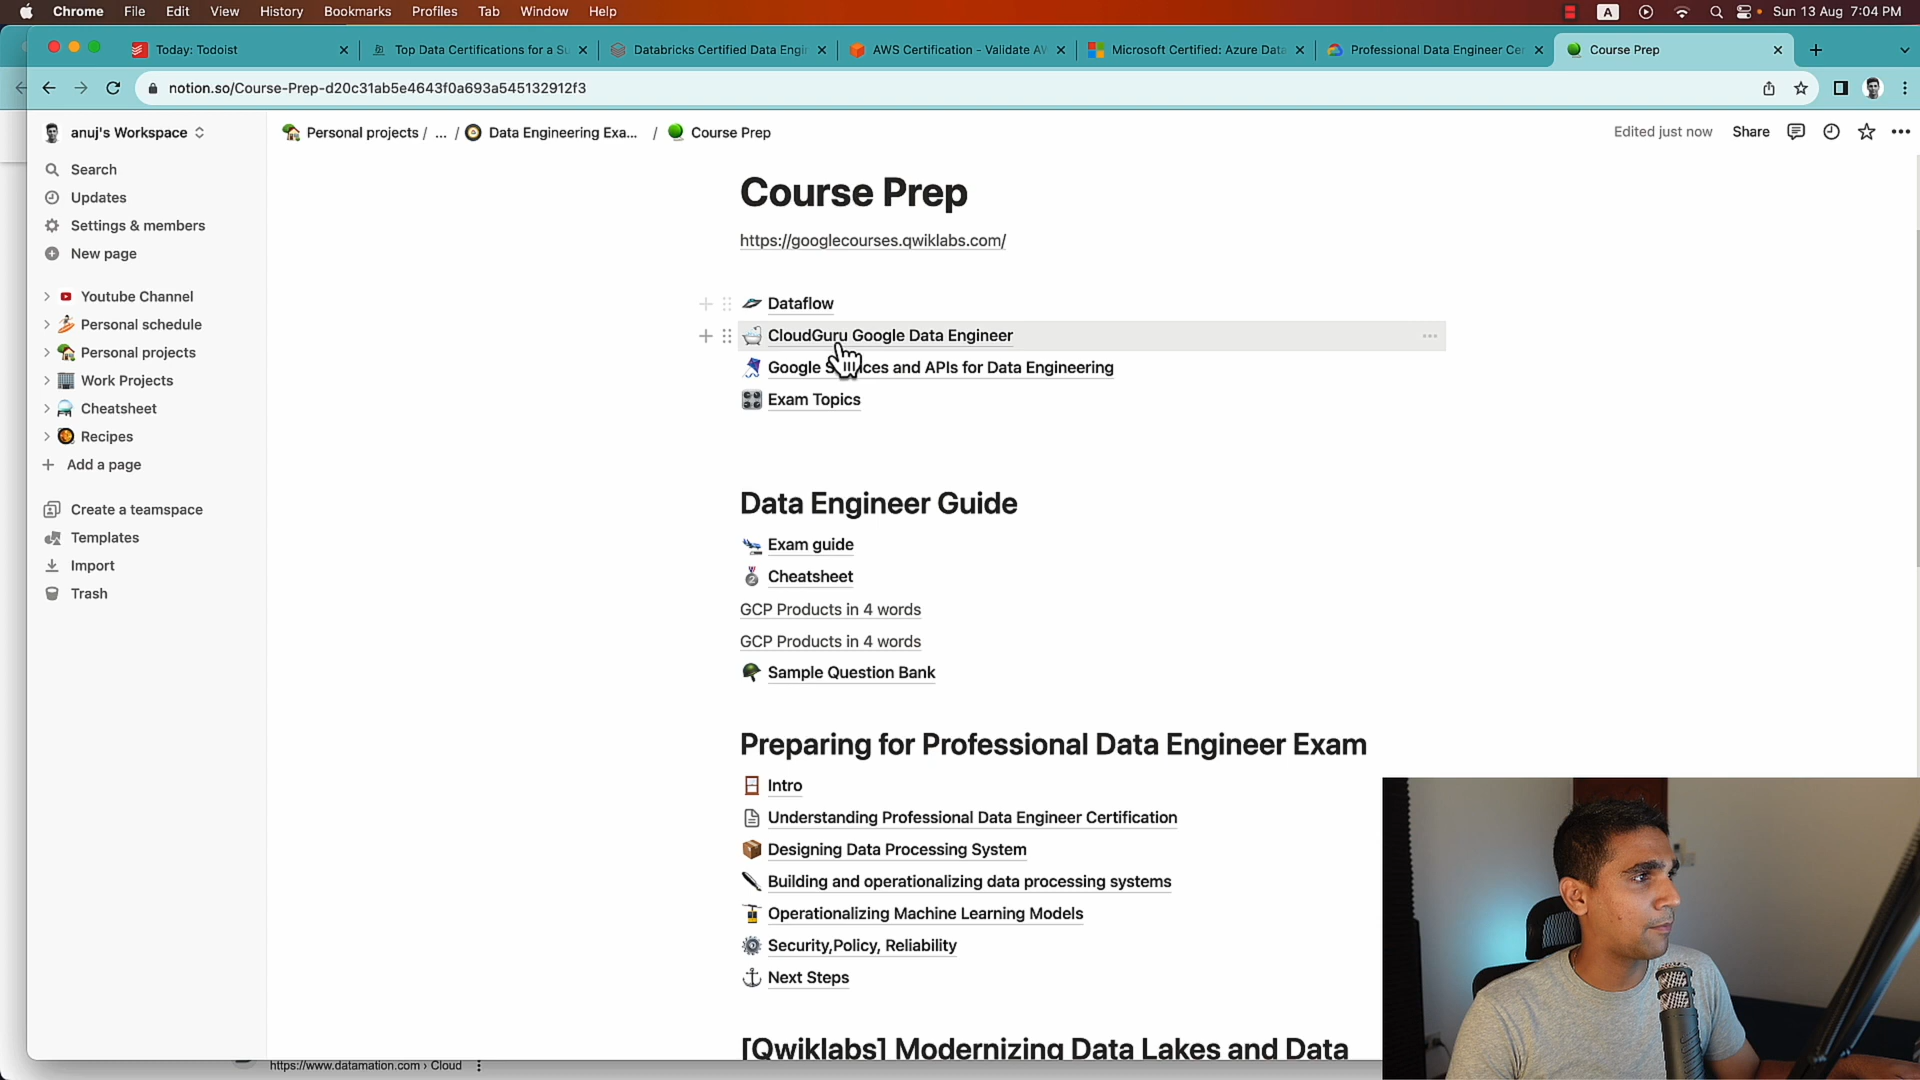 Chrome File Edit View History Bookmarks Profiles Tab Window Help A Sun 13 Aug 7:04 PM
Today: Todoist Top Data Certifications for a Su Databricks Certified Data Engin AWS Certification - Validate AW Microsoft Certified: Azure Data Professional Data Engineer Cer Course Prep
notion.so/Course-Prep-d20c31ab5e4643f0a693a545132912f3
anuj's Workspace
Personal projects / ... / Data Engineering Exa... / Course Prep
Edited just now Share
Search
Updates
Settings & members
New page
Youtube Channel
Personal schedule
Personal projects
Work Projects
Cheatsheet
Recipes
Add a page
Create a teamspace
Templates
Import
Trash
Course Prep
https://googlecourses.qwiklabs.com/
Dataflow
CloudGuru Google Data Engineer
Google and APIs for Data Engineering
Exam Topics
Data Engineer Guide
Exam guide
Cheatsheet
GCP Products in 4 words
GCP Products in 4 words
Sample Question Bank
Preparing for Professional Data Engineer Exam
Intro
Understanding Professional Data Engineer Certification
Designing Data Processing System
Building and operationalizing data processing systems
Operationalizing Machine Learning Models
Security,Policy, Reliability
Next Steps
[Qwiklabs] Modernizing Data Lakes and Data
https://www.datamation.com › Cloud